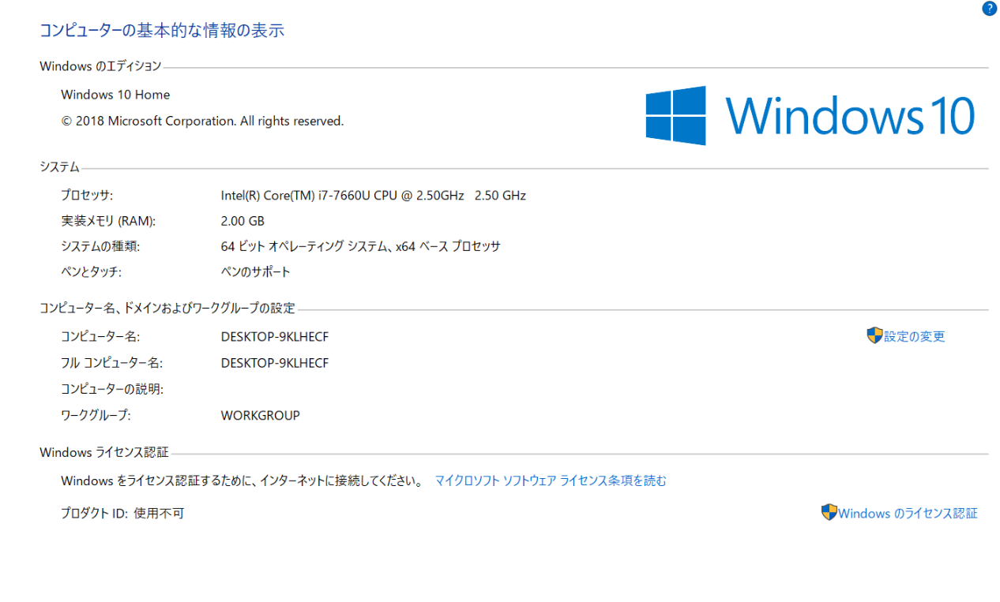 ?
コンピューターの基本的な情報の表示
Windows のエディション
Windows 10 Home
© 2018 Microsoft Corporation. All rights reserved.
Windows 10
システム
プロセッサ: Intel(R) Core(TM) i7-7660U CPU @ 2.50GHz 2.50 GHz
実装メモリ (RAM): 2.00 GB
システムの種類: 64 ビット オペレーティング システム、x64 ベース プロセッサ
ペンとタッチ: ペンのサポート
コンピューター名、ドメインおよびワークグループの設定
コンピューター名: DESKTOP-9KLHECF 設定の変更
フル コンピューター名: DESKTOP-9KLHECF
コンピューターの説明:
ワークグループ: WORKGROUP
Windows ライセンス認証
Windows をライセンス認証するために、インターネットに接続してください。 マイクロソフト ソフトウェア ライセンス条項を読む
プロダクト ID: 使用不可 Windows のライセンス認証